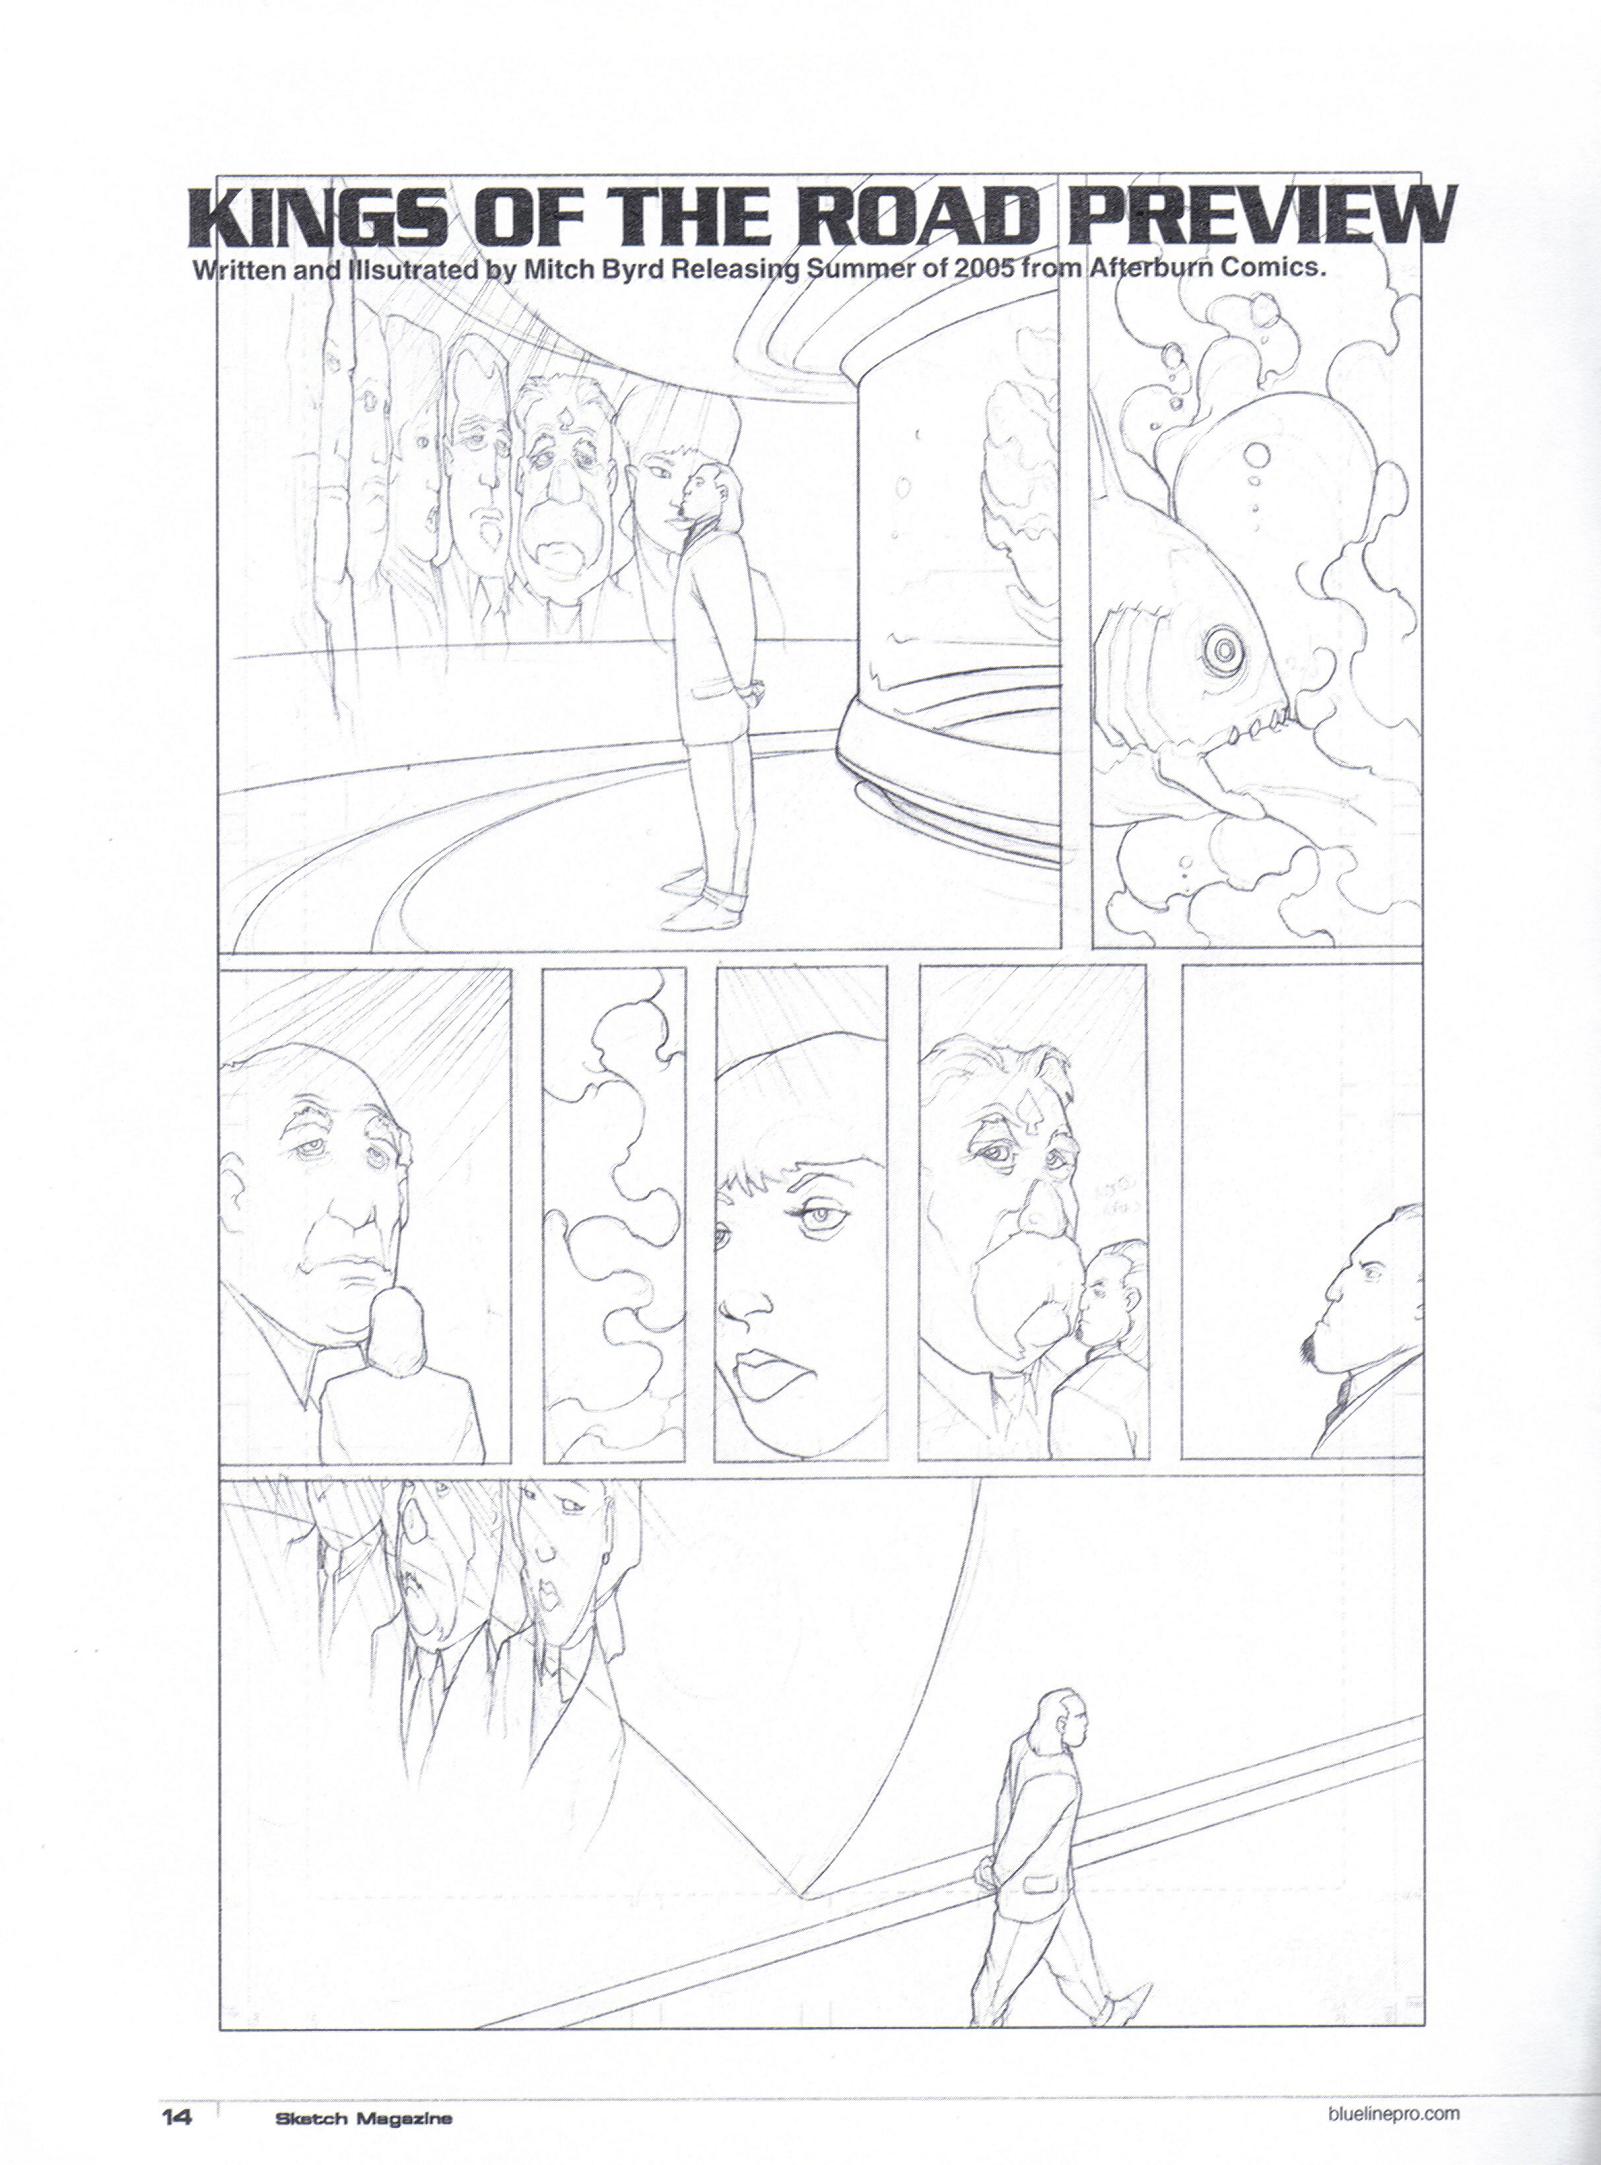 KINGS OF THE ROAD PREVIEW
Written and Illsutrated by Mitch Byrd Releasing Summer of 2005 from Afterburn Comics.
14
Sketch Magazine
bluelinepro.com